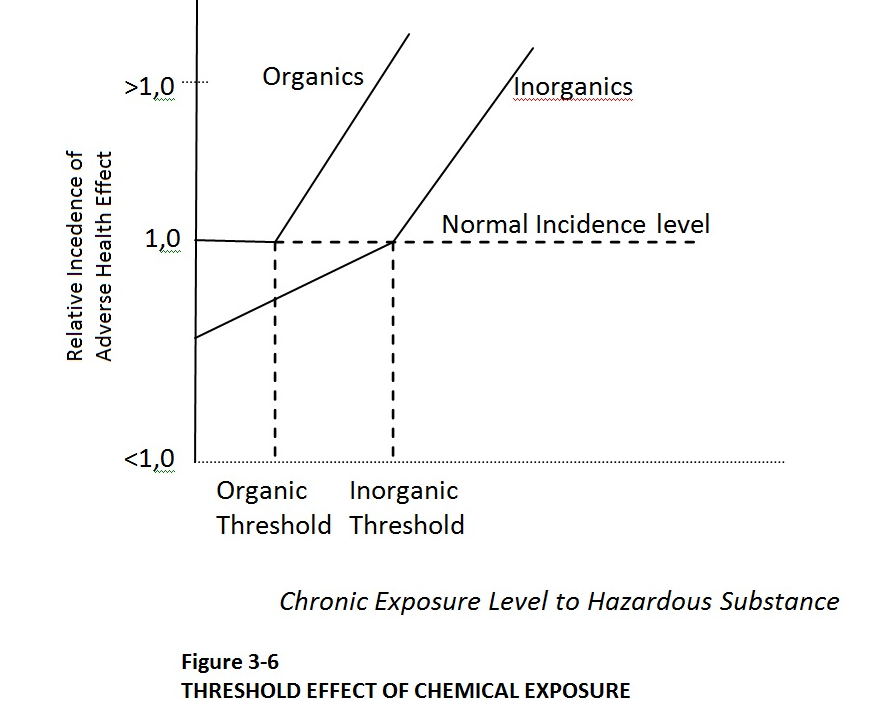 >1,0
Organics
Inorganics
Relative Incedence of
Adverse Health Effect
1,0
Normal Incidence level
<1,0
Organic
Threshold
Inorganic
Threshold
Chronic Exposure Level to Hazardous Substance
Figure 3-6
THRESHOLD EFFECT OF CHEMICAL EXPOSURE